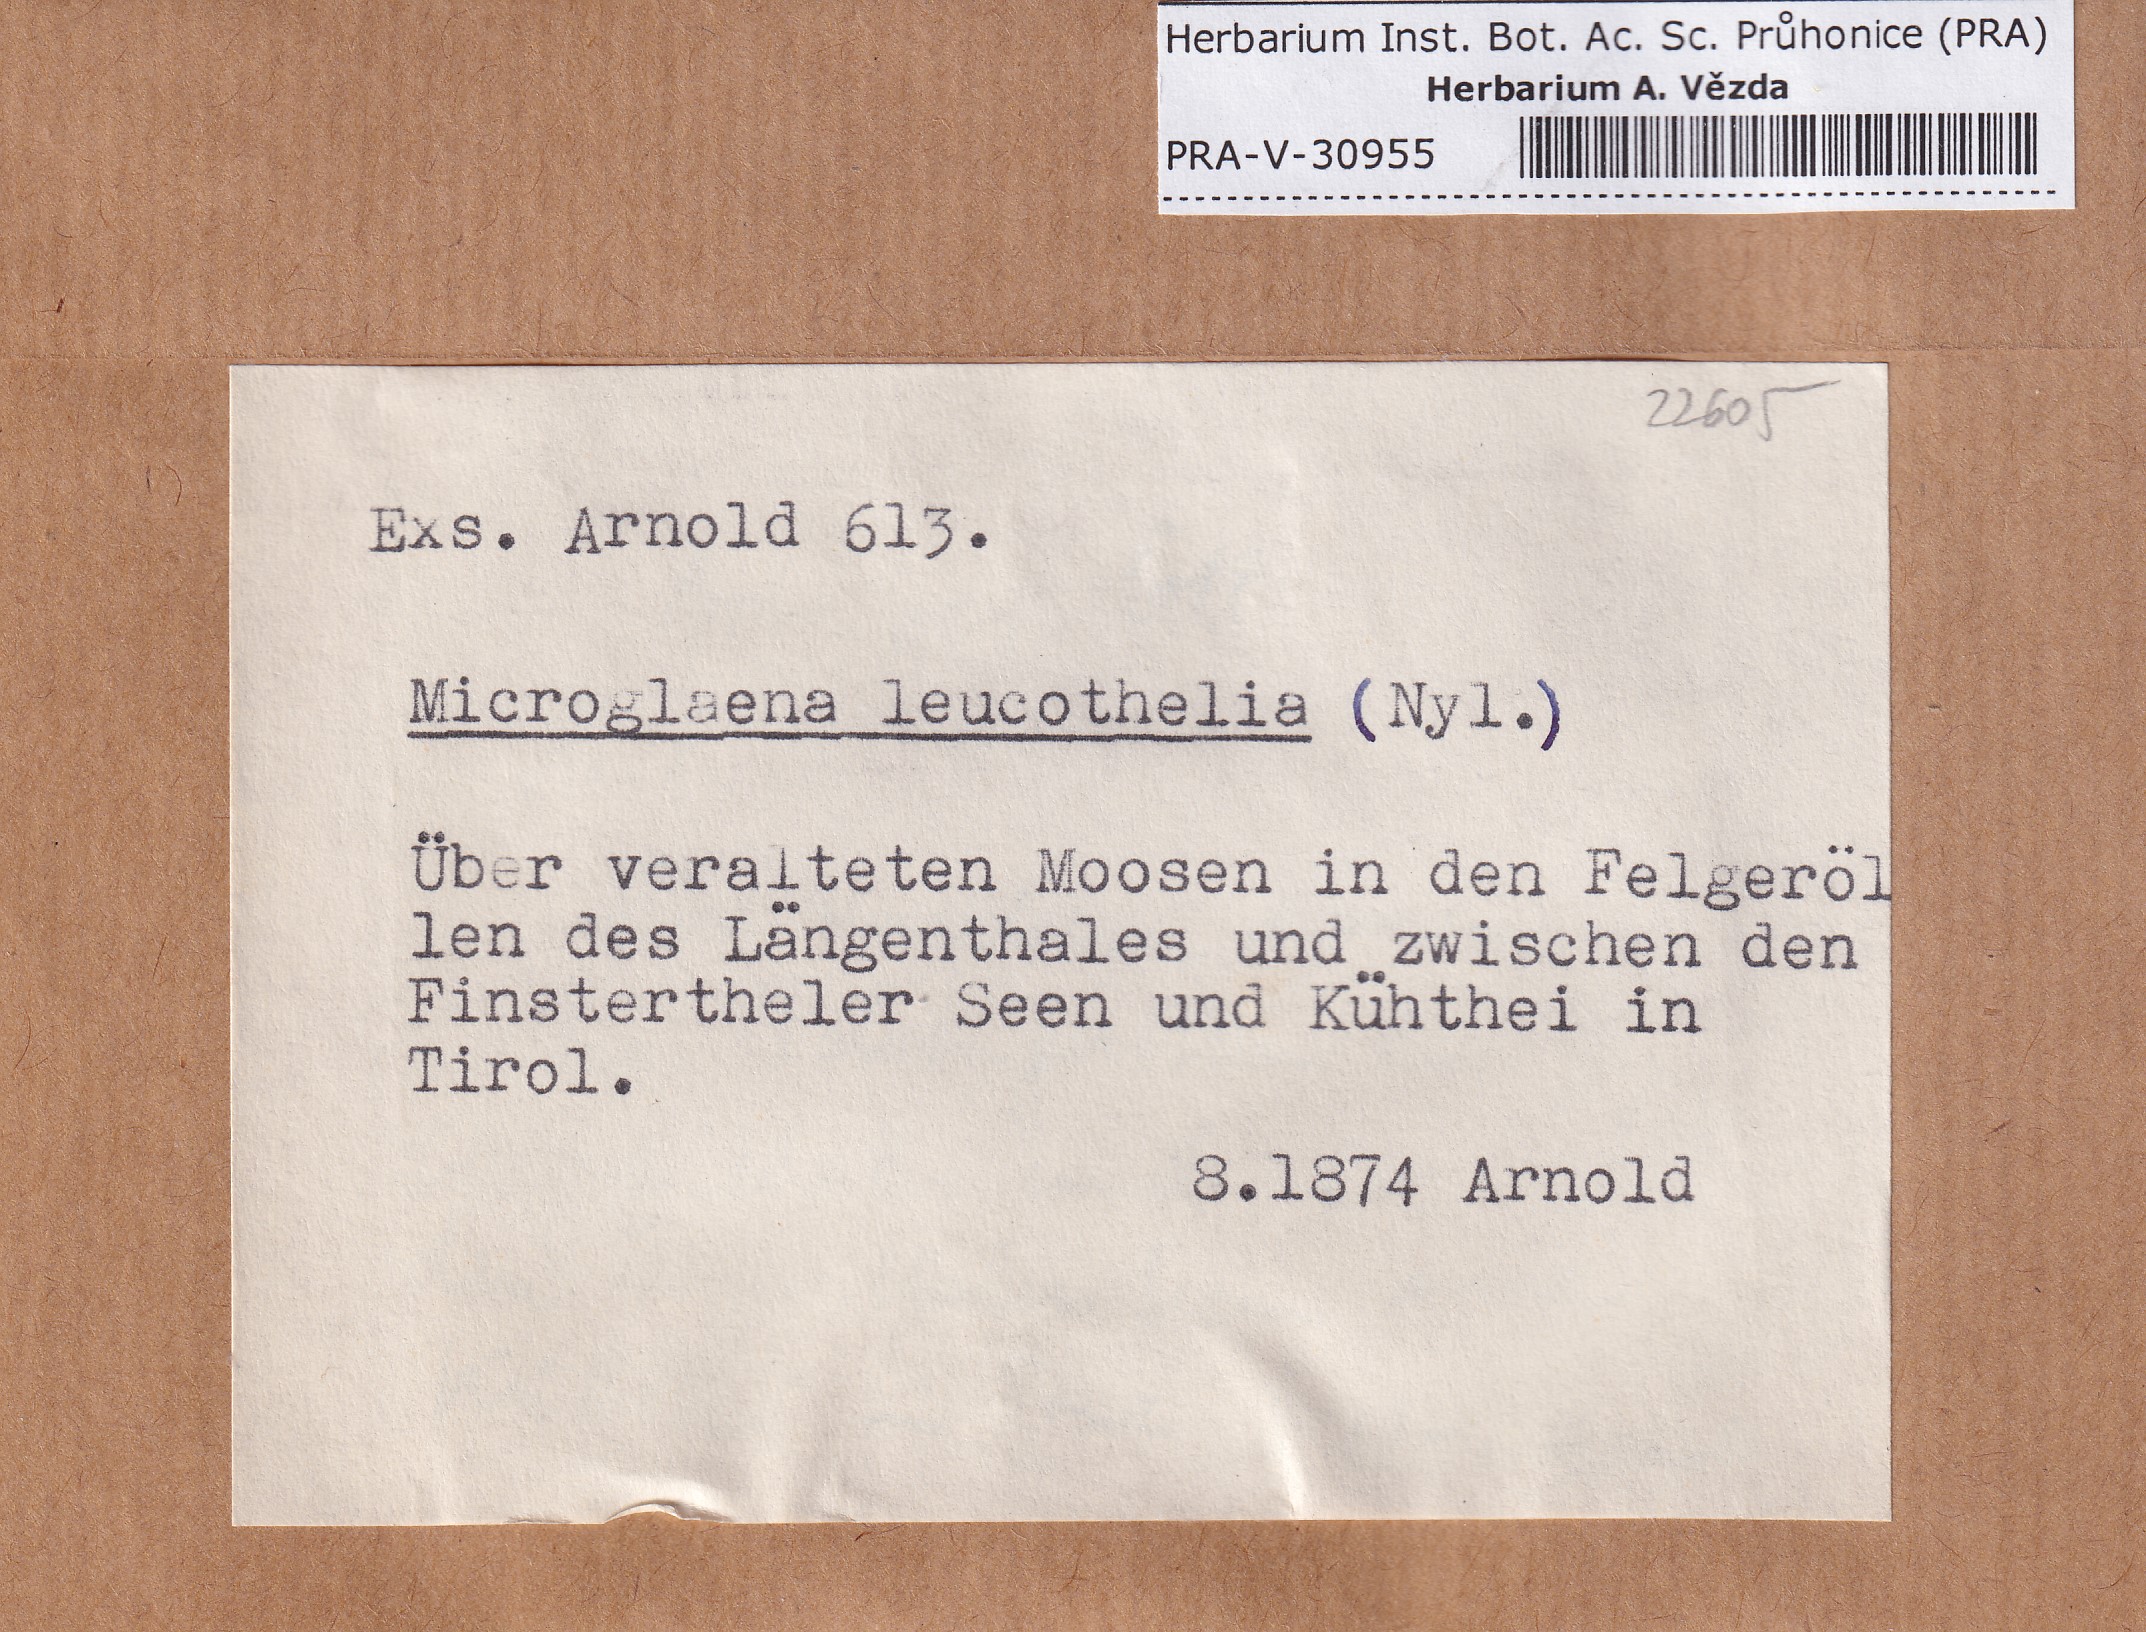 Herbarium Inst. Bot. Ac. Sc. Průhonice (PRA)
Herbarium A. Vězda
PRA-V-30955
22605
Exs. Arnold 613.
Microglaena leucothelia (Nyl.)
Über veralteten Moosen in den Felgeröl
len des Längenthales und zwischen den
Finstertheler Seen und Kühthei in
Tirol.
8.1874 Arnold